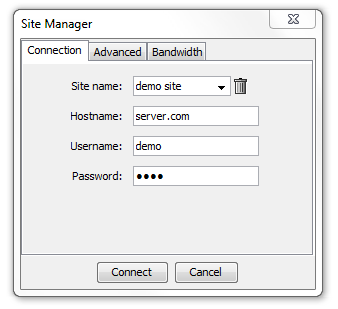 Site Manager
Connection Advanced Bandwidth
Site name: demo site
Hostname: server.com
Username: demo
Password: ●●●●
Connect Cancel